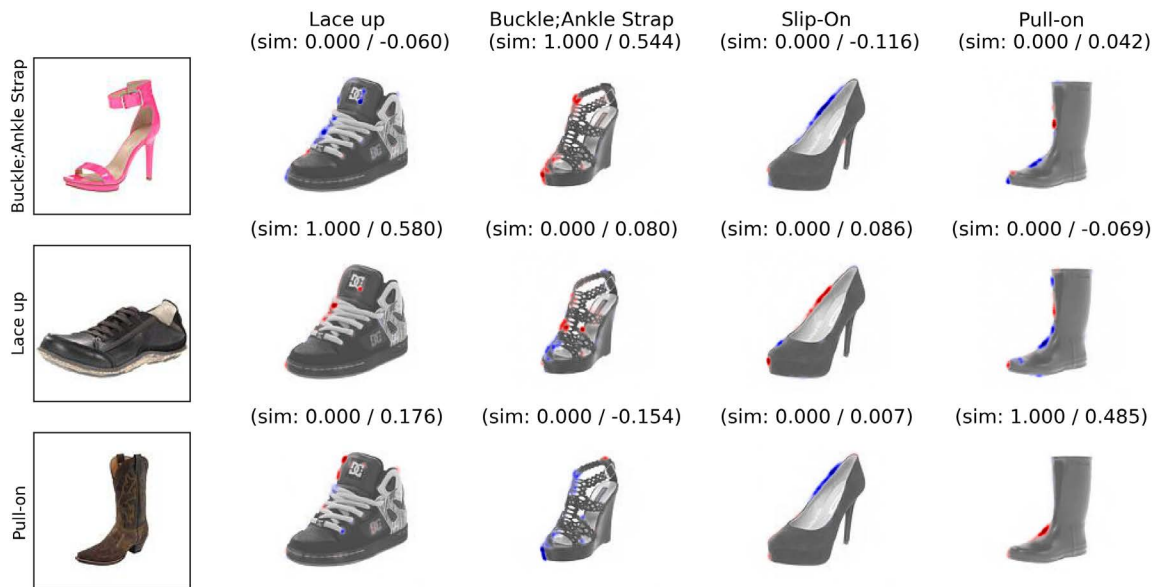 Lace up
(sim: 0.000 / -0.060)
Buckle;Ankle Strap
(sim: 1.000 / 0.544)
Slip-On
(sim: 0.000 / -0.116)
Pull-on
(sim: 0.000 / 0.042)
Buckle;Ankle Strap
(sim: 1.000 / 0.580)
(sim: 0.000 / 0.080)
(sim: 0.000 / 0.086)
(sim: 0.000 / -0.069)
Lace up
(sim: 0.000 / 0.176)
(sim: 0.000 / -0.154)
(sim: 0.000 / 0.007)
(sim: 1.000 / 0.485)
Pull-on